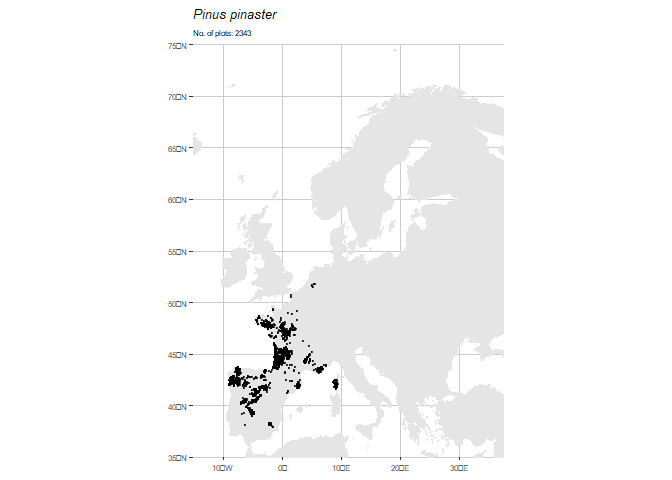 Pinus pinaster
No. of plots: 2343
75□N
70□N
65□N
60□N
55□N
50□N
45□N
40□N
35□N
10□W 0□ 10□E 20□E 30□E